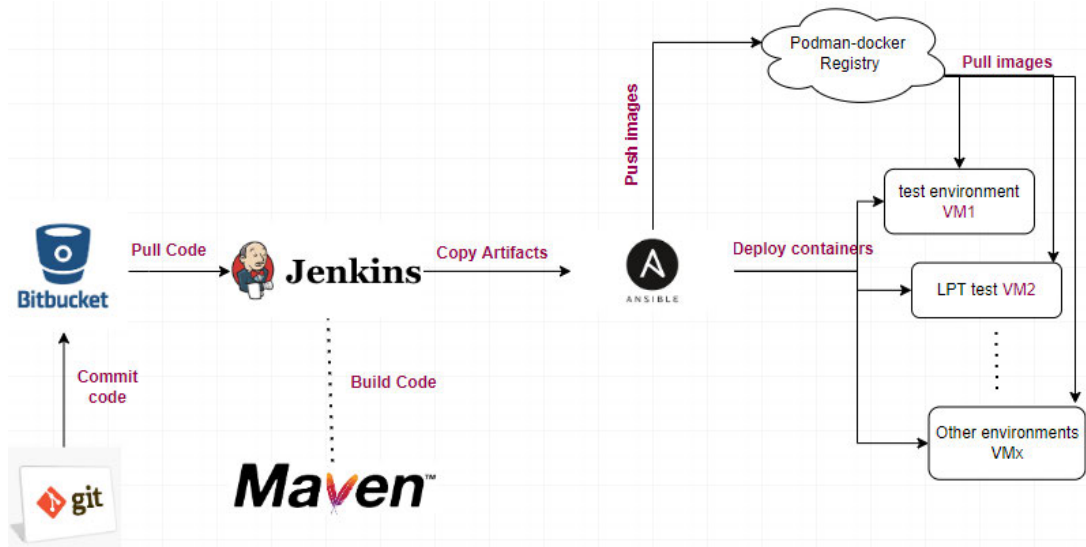 Podman-docker
Registry
Pull images
Push images
test environment
VM1
Pull Code
Jenkins
Copy Artifacts
ANSIBLE
Deploy containers
Bitbucket
LPT test VM2
Commit
code
Build Code
Other environments
VMx
git
Maven™